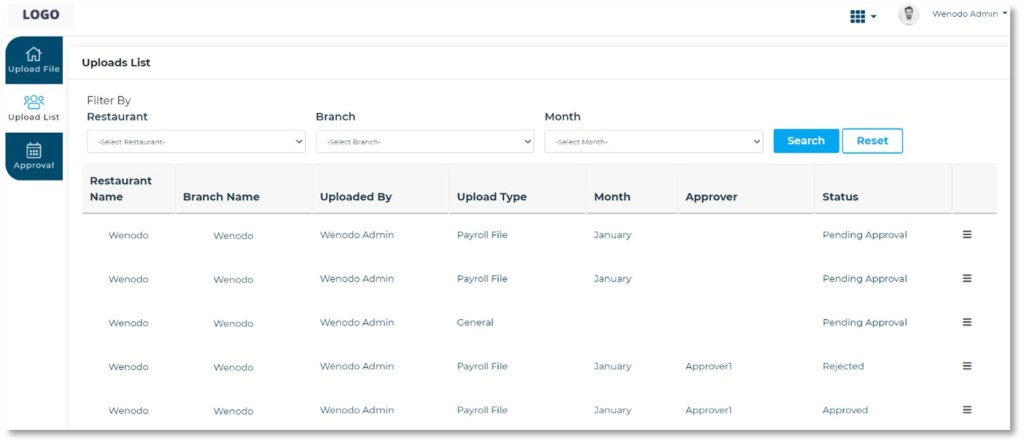 LOGO
Wenodo Admin
Upload File
Upload List
Approval
Uploads List
Filter By
Restaurant Branch Month
-Select Restaurant- -Select Branch- -Select Month- Search Reset
Restaurant
Name Branch Name Uploaded By Upload Type Month Approver Status
Wenodo Wenodo Wenodo Admin Payroll File January Pending Approval
Wenodo Wenodo Wenodo Admin Payroll File January Pending Approval
Wenodo Wenodo Wenodo Admin General Pending Approval
Wenodo Wenodo Wenodo Admin Payroll File January Approver1 Rejected
Wenodo Wenodo Wenodo Admin Payroll File January Approver1 Approved